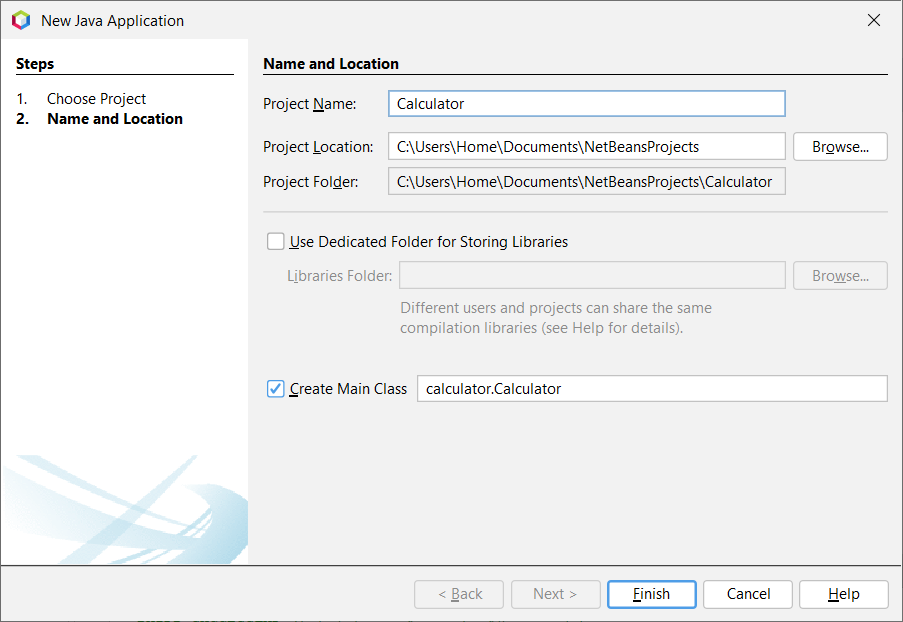 New Java Application
Steps
1. Choose Project
2. Name and Location
Name and Location
Project Name: Calculator
Project Location: C:\Users\Home\Documents\NetBeansProjects Browse...
Project Folder: C:\Users\Home\Documents\NetBeansProjects\Calculator
Use Dedicated Folder for Storing Libraries
Libraries Folder: Browse...
Different users and projects can share the same
compilation libraries (see Help for details).
Create Main Class calculator.Calculator
< Back Next > Finish Cancel Help